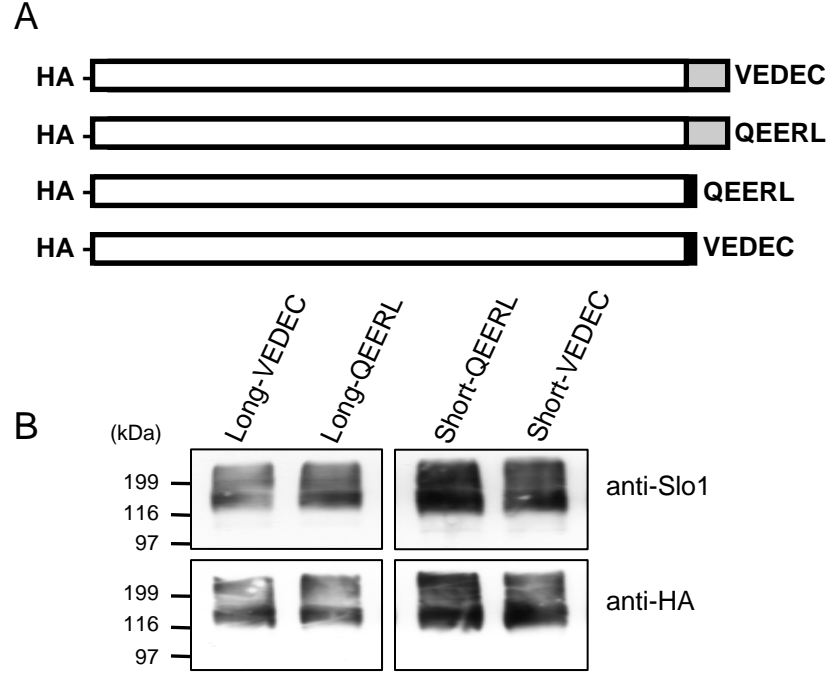 A
HA VEDEC
HA QEERL
HA QEERL
HA VEDEC
Long-VEDEC Long-QEERL Short-QEERL Short-VEDEC
B (kDa)
199
116
97
anti-Slo1
199
116
97
anti-HA